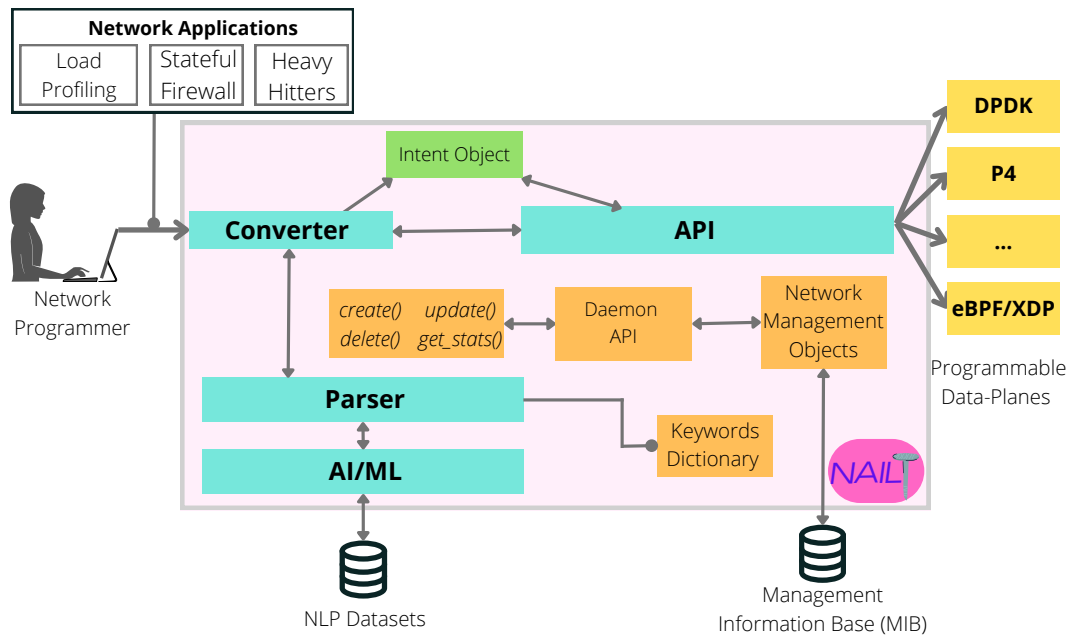 Network Applications
Load
Profiling
Stateful
Firewall
Heavy
Hitters
Network
Programmer
Intent Object
Converter
API
DPDK
P4
...
eBPF/XDP
Programmable
Data-Planes
create() update()
delete() get_stats()
Daemon
API
Network
Management
Objects
Parser
Keywords
Dictionary
AI/ML
NAIL
NLP Datasets
Management
Information Base (MIB)